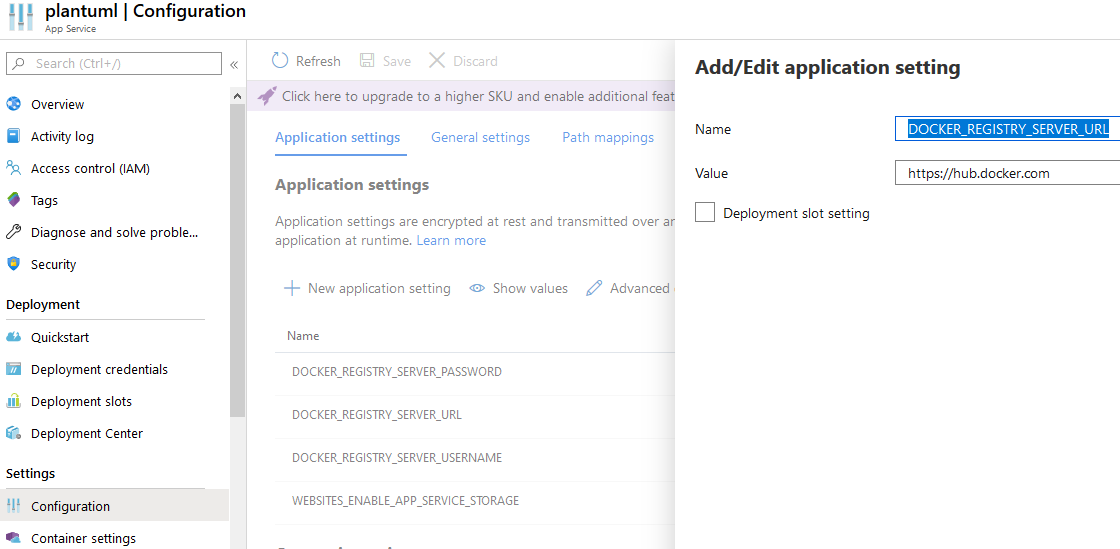 plantuml | Configuration
App Service
Search (Ctrl+/)
«
Overview
Activity log
Access control (IAM)
Tags
Diagnose and solve proble...
Security
Deployment
Quickstart
Deployment credentials
Deployment slots
Deployment Center
Settings
Configuration
Container settings
Refresh
Save
Discard
Click here to upgrade to a higher SKU and enable additional feat
Application settings
General settings
Path mappings
Application settings
Application settings are encrypted at rest and transmitted over an
application at runtime. Learn more
New application setting
Show values
Advanced
Name
DOCKER_REGISTRY_SERVER_PASSWORD
DOCKER_REGISTRY_SERVER_URL
DOCKER_REGISTRY_SERVER_USERNAME
WEBSITES_ENABLE_APP_SERVICE_STORAGE
Add/Edit application setting
Name
DOCKER_REGISTRY_SERVER_URL
Value
https://hub.docker.com
Deployment slot setting